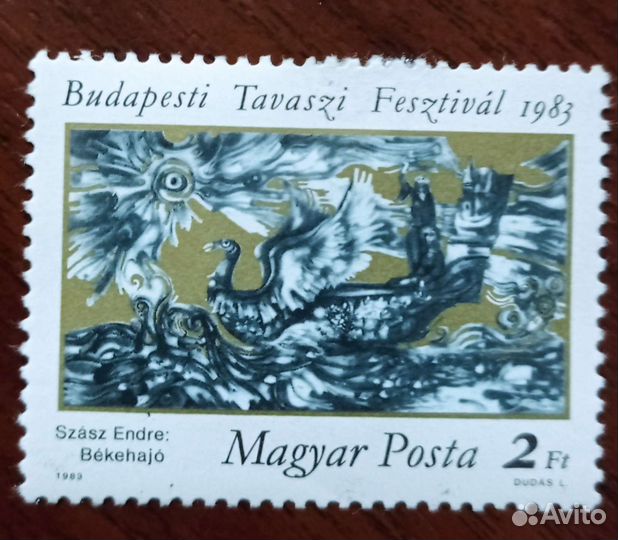 Budapesti Tavaszi Fesztivál 1983
Szász Endre:
Békehajó
Magyar Posta 2 Ft
1983
DUDÁS L.
Avito